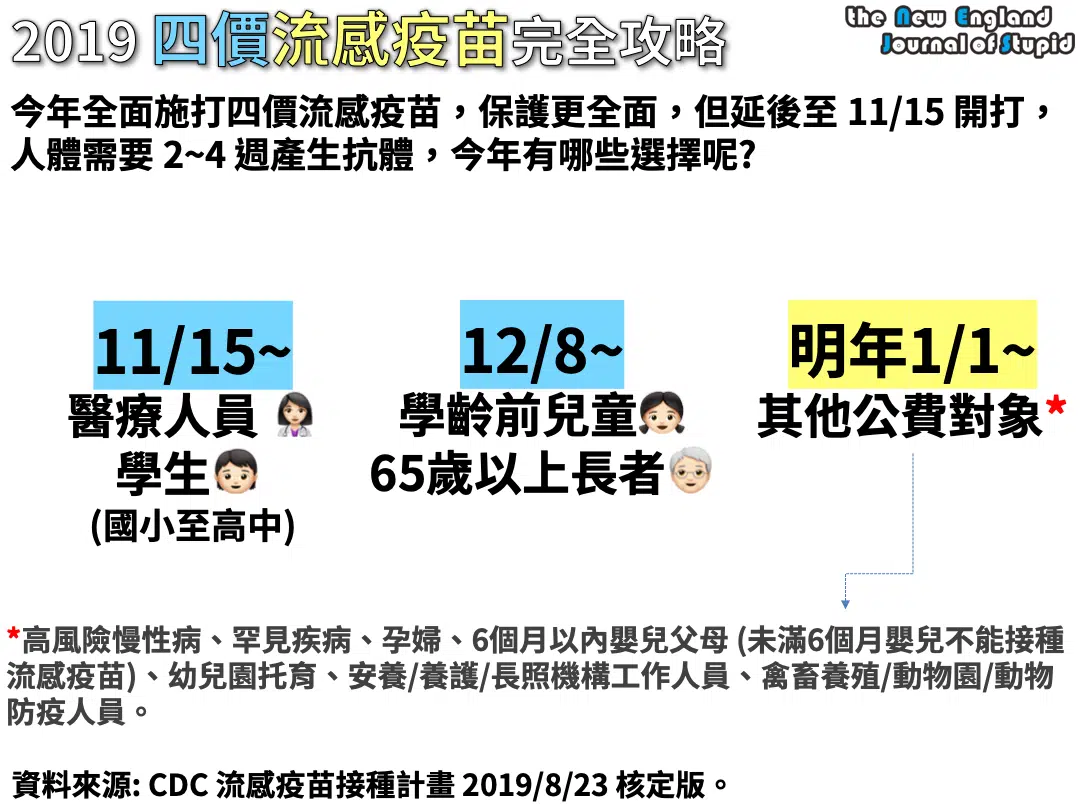 2019 四價流感疫苗完全攻略
the New England
Journal of Stupid
今年全面施打四價流感疫苗，保護更全面，但延後至 11/15 開打，
人體需要 2~4 週產生抗體，今年有哪些選擇呢?
11/15~
醫療人員
學生
(國小至高中)
12/8~
學齡前兒童
65歲以上長者
明年1/1~
其他公費對象*
*高風險慢性病、罕見疾病、孕婦、6個月以內嬰兒父母 (未滿6個月嬰兒不能接種
流感疫苗)、幼兒園托育、安養/養護/長照機構工作人員、禽畜養殖/動物園/動物
防疫人員。
資料來源: CDC 流感疫苗接種計畫 2019/8/23 核定版。